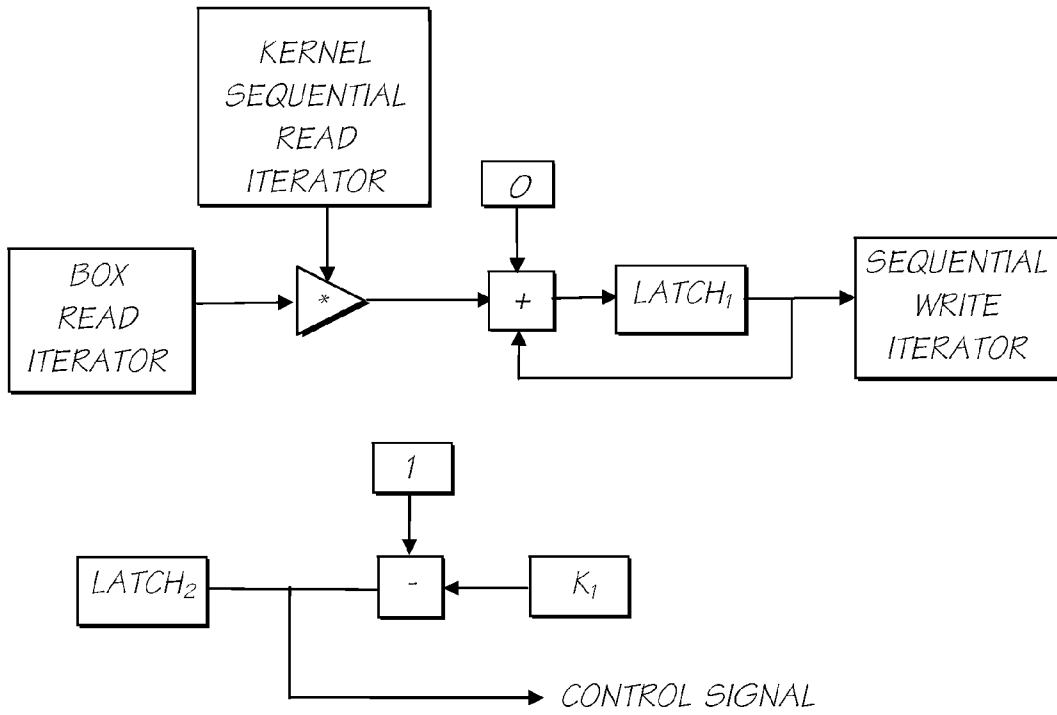 KERNEL
SEQUENTIAL
READ
ITERATOR
0
BOX
READ
ITERATOR
*
+
LATCH₁
SEQUENTIAL
WRITE
ITERATOR
1
LATCH₂
-
K₁
CONTROL SIGNAL